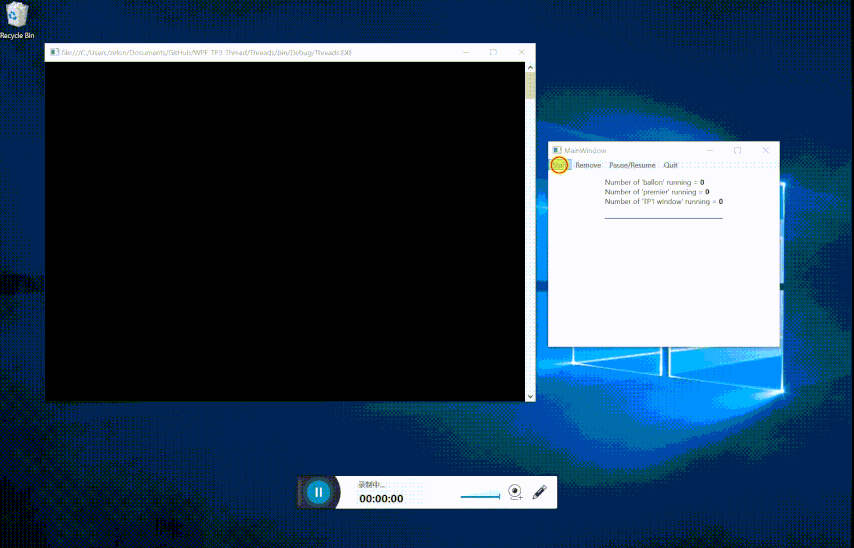 Recycle Bin
file:///C:/Users/zelon/Documents/GitHub/WPF_TP3_Thread/Threads/bin/Debug/Threads.EXE
MainWindow
Start Remove Pause/Resume Quit
Number of 'ballon' running = 0
Number of 'premier' running = 0
Number of 'TP1 window' running = 0
录制中...
00:00:00